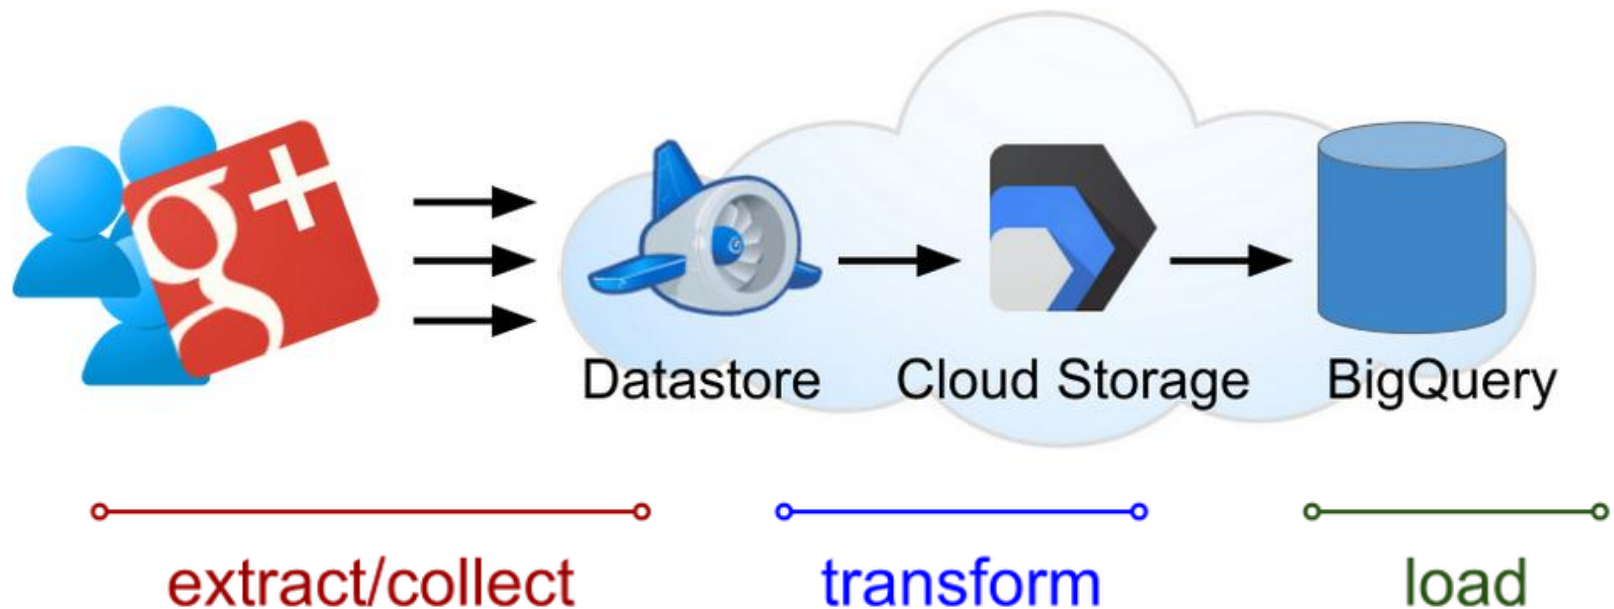 g+
Datastore
Cloud Storage
BigQuery
extract/collect
transform
load